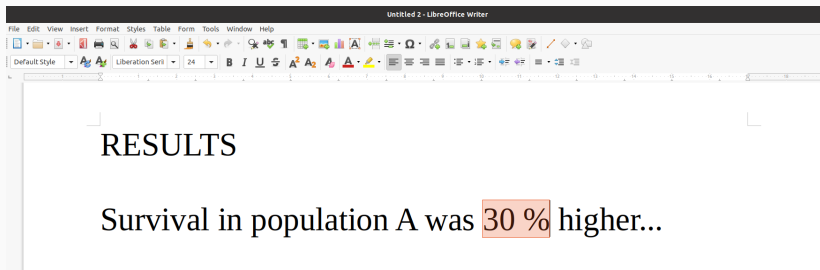 Untitled 2 - LibreOffice Writer
File Edit View Insert Format Styles Table Form Tools Window Help
Default Style Liberation Seri 24
RESULTS
Survival in population A was 30 % higher...